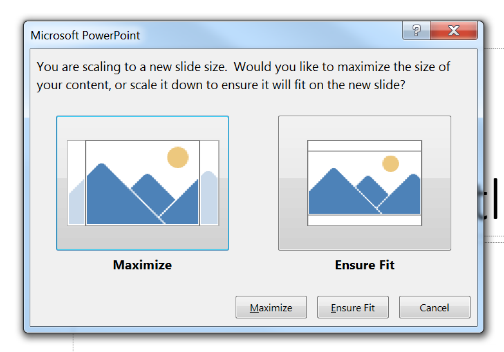 Microsoft PowerPoint
You are scaling to a new slide size.  Would you like to maximize the size of
your content, or scale it down to ensure it will fit on the new slide?
Maximize
Ensure Fit
Maximize
Ensure Fit
Cancel